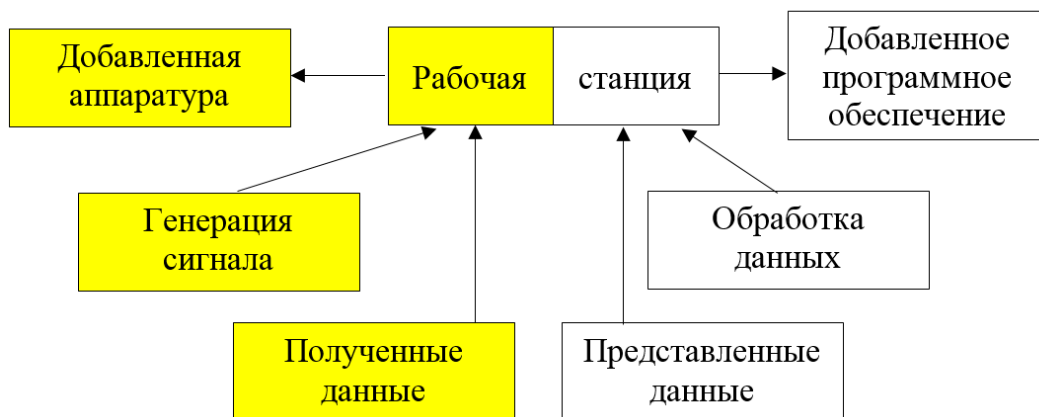 Добавленная
аппаратура
Рабочая
станция
Добавленное
программное
обеспечение
Генерация
сигнала
Обработка
данных
Полученные
данные
Представленные
данные